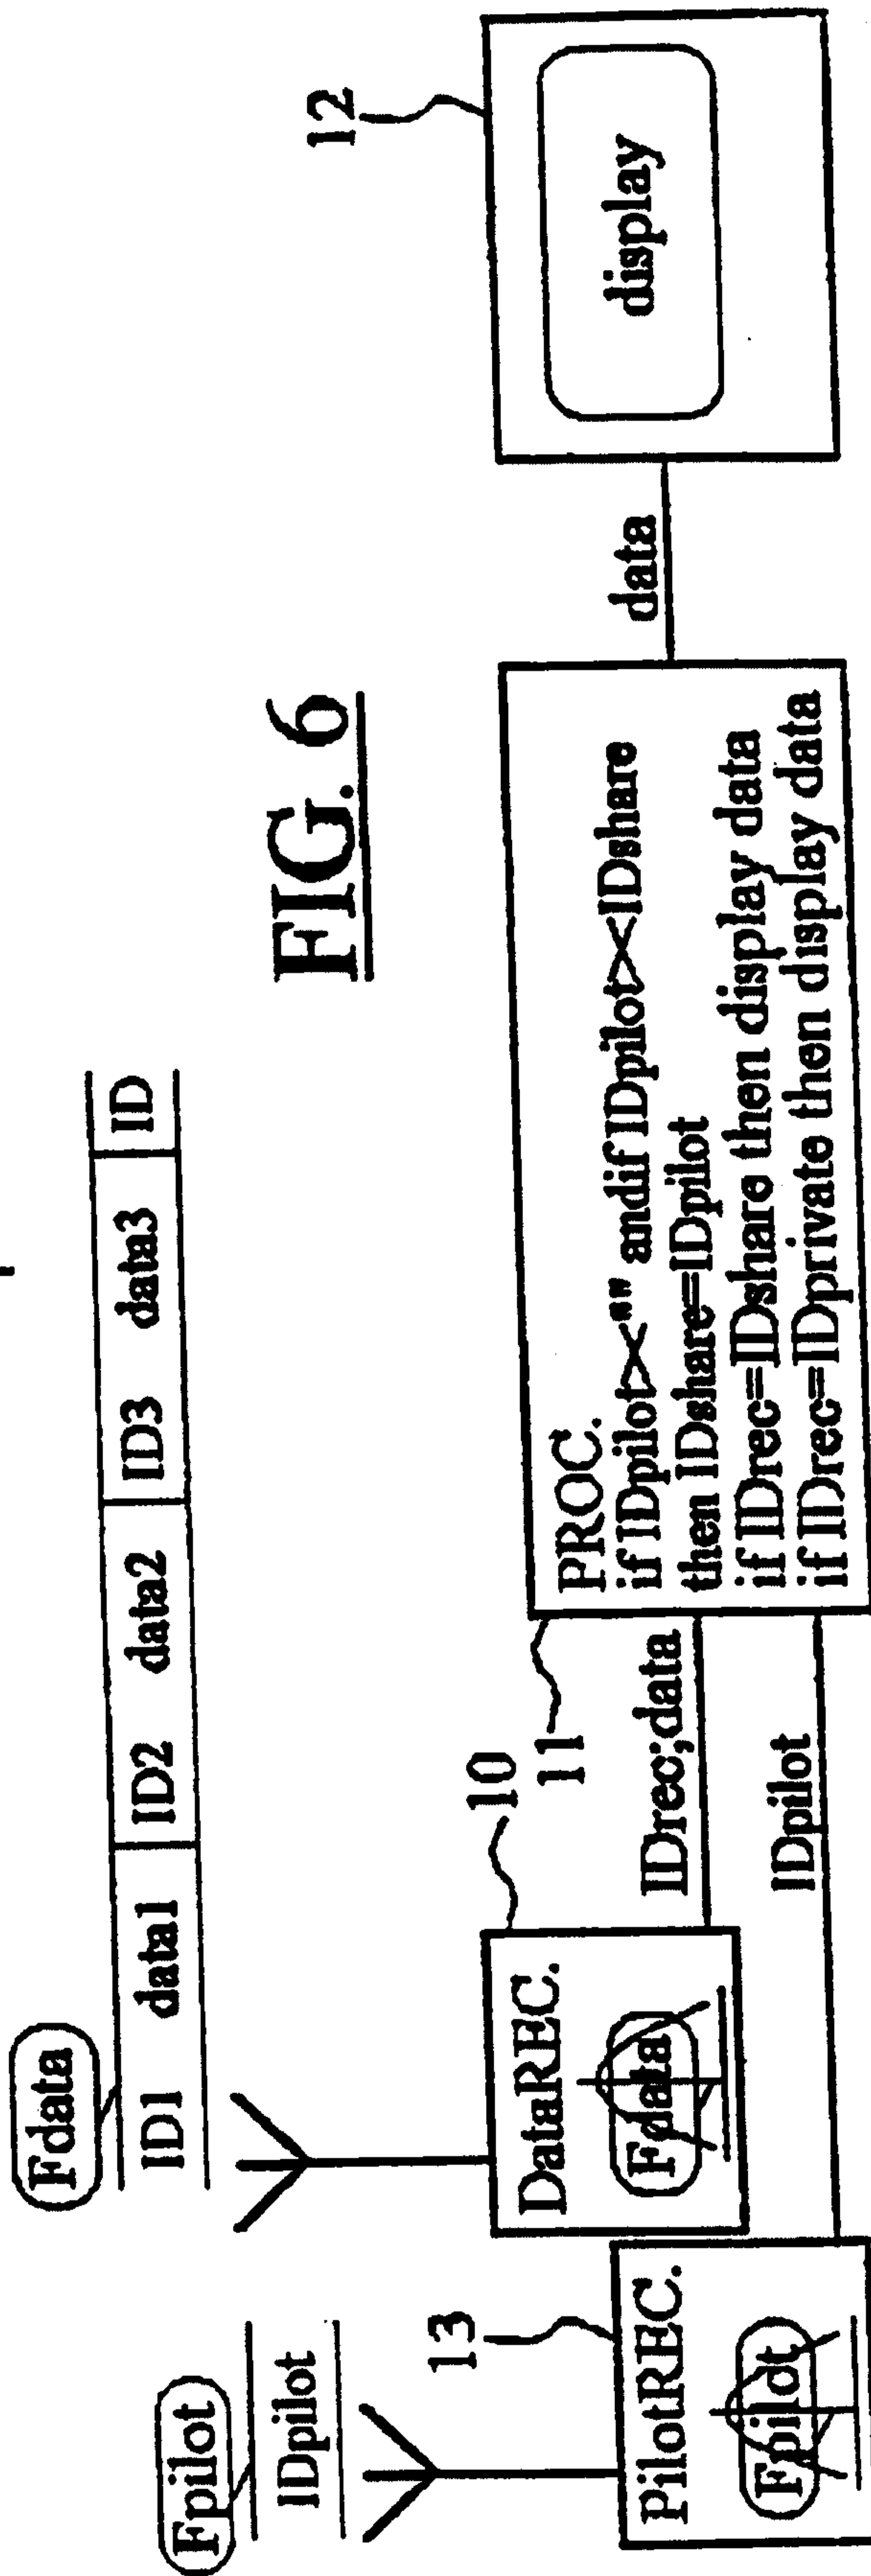 Fdata
ID1 data1 ID2 data2 ID3 data3 ID
Fpilot
IDpilot
FIG. 6
13
10
11
12
PilotREC.
Fpilot
DataREC.
Fdata
IDrec;data
IDpilot
PROC.
if IDpilot><"" andif IDpilot><IDshare
then IDshare=IDpilot
if IDrec=IDshare then display data
if IDrec=IDprivate then display data
data
display